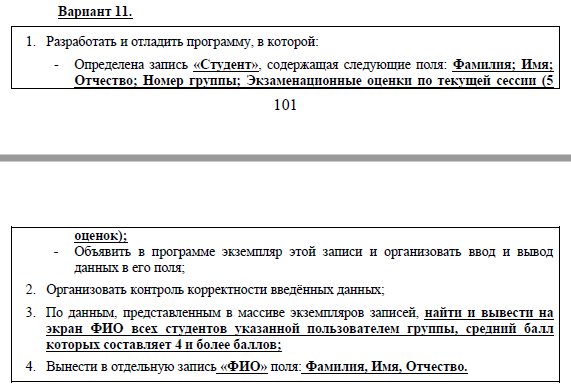 Вариант 11.
1. Разработать и отладить программу, в которой:
- Определена запись «Студент», содержащая следующие поля: Фамилия; Имя;
Отчество; Номер группы; Экзаменационные оценки по текущей сессии (5
101
оценок);
- Объявить в программе экземпляр этой записи и организовать ввод и вывод
данных в его поля;
2. Организовать контроль корректности введённых данных;
3. По данным, представленным в массиве экземпляров записей, найти и вывести на
экран ФИО всех студентов указанной пользователем группы, средний балл
которых составляет 4 и более баллов;
4. Вынести в отдельную запись «ФИО» поля: Фамилия, Имя, Отчество.